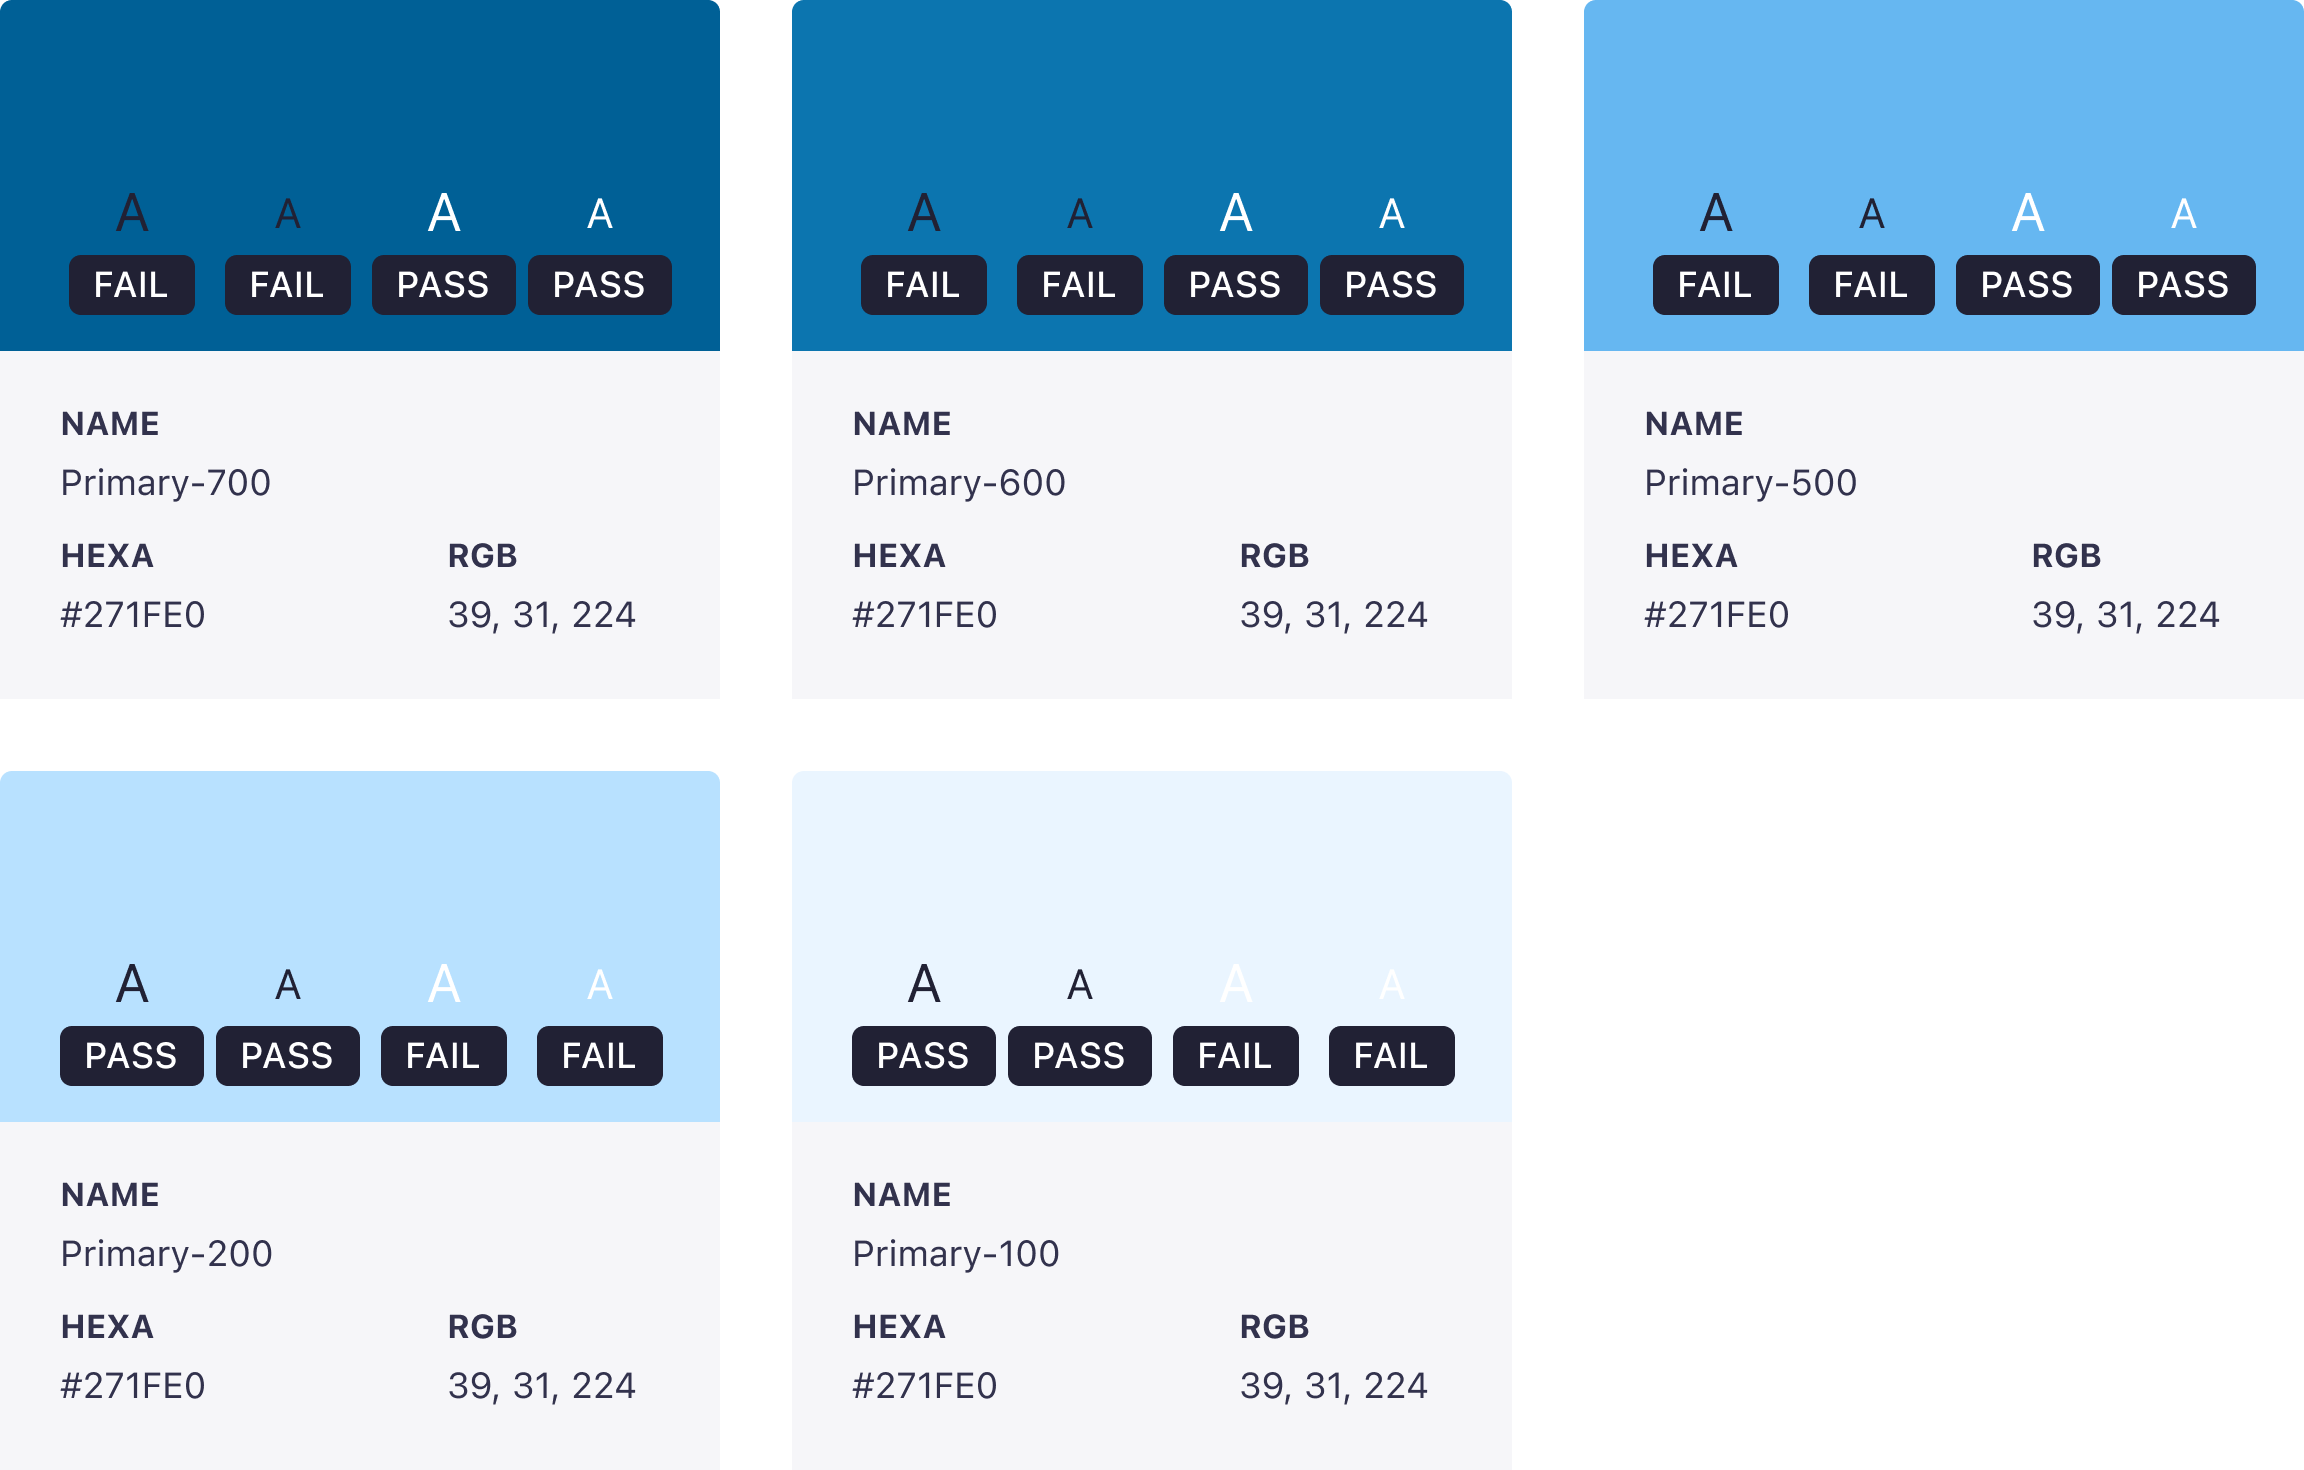 A A A A
FAIL FAIL PASS PASS
NAME
Primary-700
HEXA RGB
#271FE0 39, 31, 224
A A A A
FAIL FAIL PASS PASS
NAME
Primary-600
HEXA RGB
#271FE0 39, 31, 224
A A A A
FAIL FAIL PASS PASS
NAME
Primary-500
HEXA RGB
#271FE0 39, 31, 224
A A A A
PASS PASS FAIL FAIL
NAME
Primary-200
HEXA RGB
#271FE0 39, 31, 224
A A A A
PASS PASS FAIL FAIL
NAME
Primary-100
HEXA RGB
#271FE0 39, 31, 224